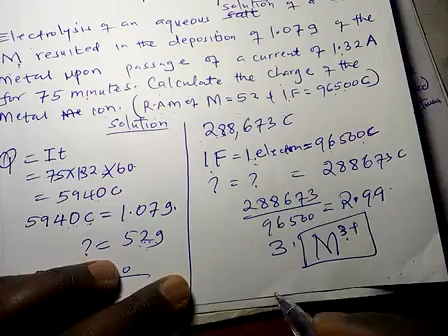 Electrolysis of an aqueous solution of a
salt
M resulted in the deposition of 1.07g of the
metal upon passage of a current of 1.32A
for 75 minutes. Calculate the charge of the
metal ion. (R.A.M of M = 52 + 1F = 96500C)
Solution
Q = It
= 75 X 1.32 X 60
= 5940C
5940C = 1.07g.
? = 52g
288,673 C
1F = 1 electron = 96500C
? = ? = 288673 C
288673
96500 = 2.99
3. M3+